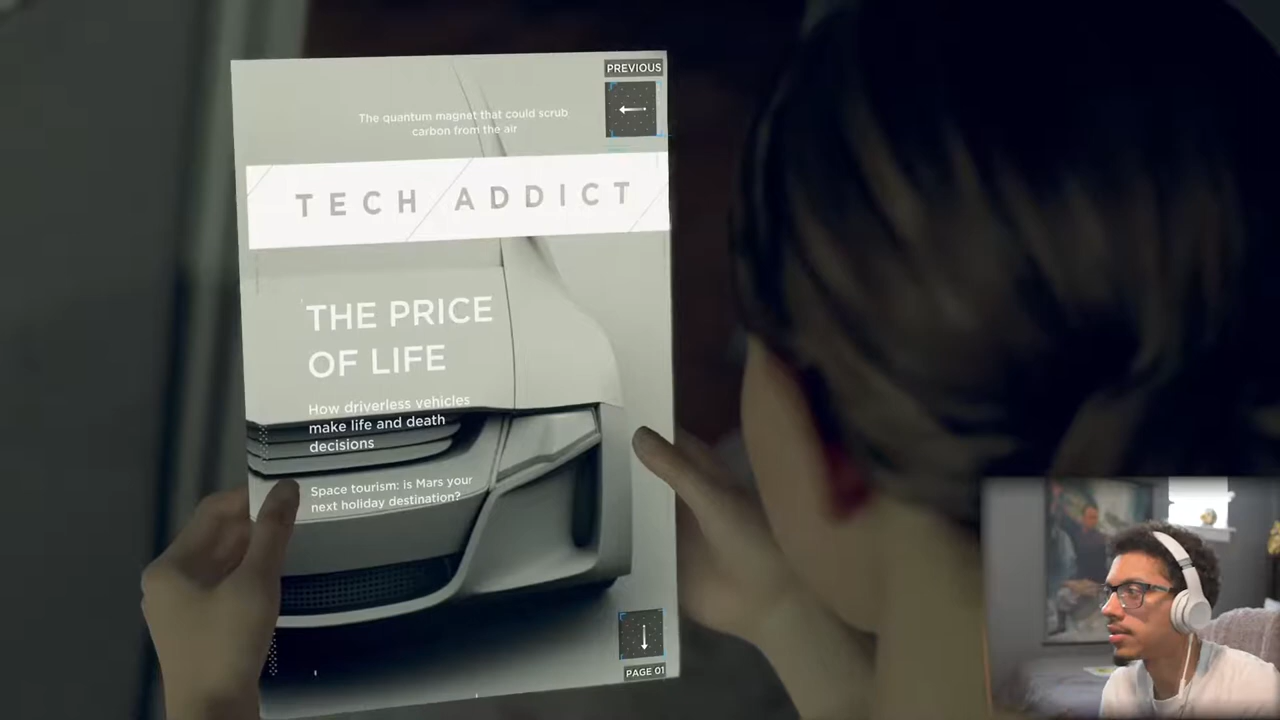 PREVIOUS
The quantum magnet that could scrub
carbon from the air
TECH ADDICT
THE PRICE
OF LIFE
How driverless vehicles
make life and death
decisions
Space tourism: is Mars your
next holiday destination?
PAGE 01